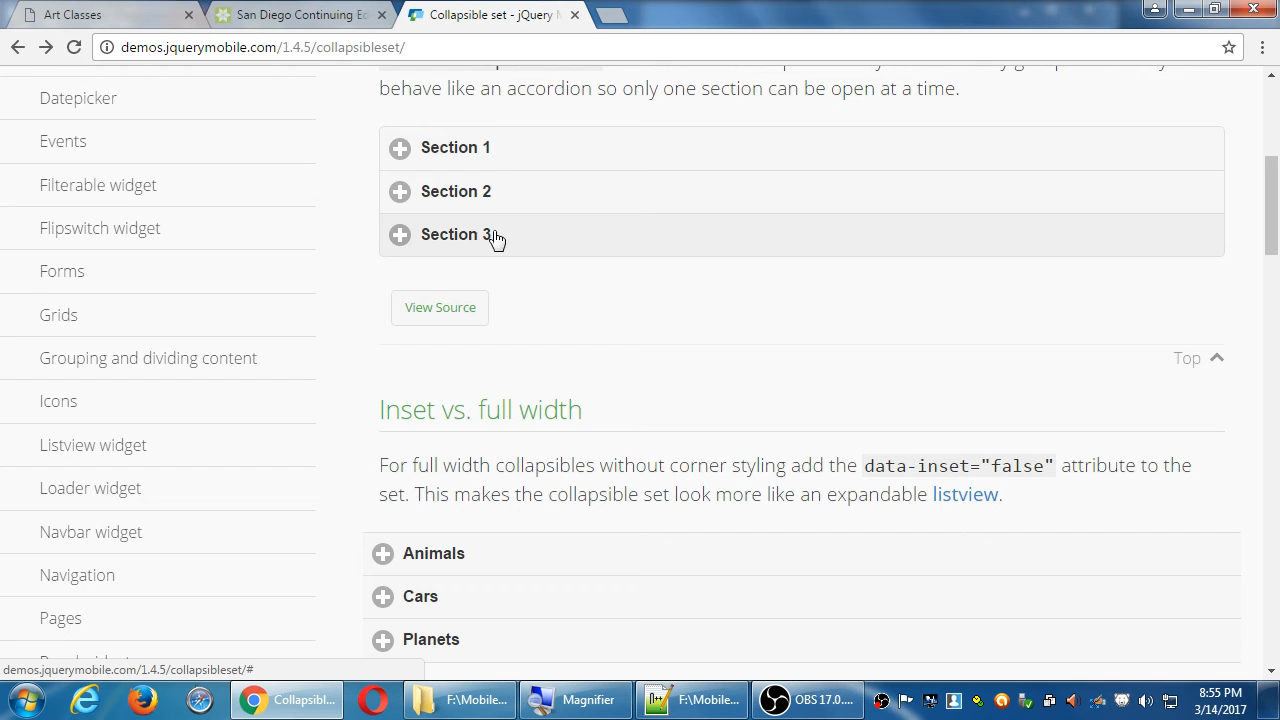 Art Classes
San Diego Continuing Ed
Collapsible set - jQuery M
demos.jquerymobile.com/1.4.5/collapsibleset/
Datepicker
Events
Filterable widget
Flipswitch widget
Forms
Grids
Grouping and dividing content
Icons
Listview widget
Loader widget
Navbar widget
Navigation
Pages
behave like an accordion so only one section can be open at a time.
Section 1
Section 2
Section 3
View Source
Top
Inset vs. full width
For full width collapsibles without corner styling add the data-inset="false" attribute to the
set. This makes the collapsible set look more like an expandable listview.
Animals
Cars
Planets
demos.jquerymobile.com/1.4.5/collapsibleset/#
Collapsibl...
F:\Mobile...
Magnifier
F:\Mobile...
OBS 17.0....
8:55 PM
3/14/2017